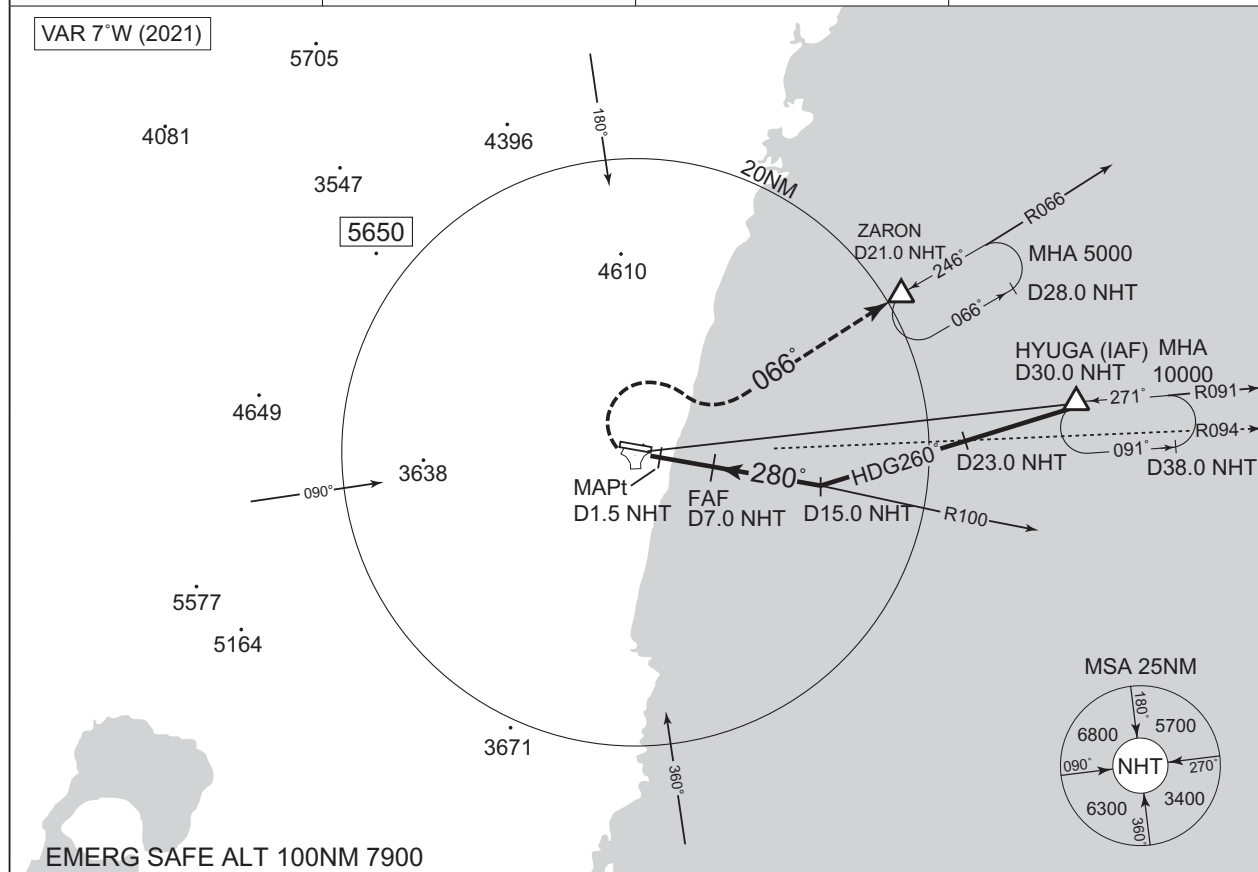 VAR 7°W (2021)
5705
4081
4396
3547
180°
20NM
5650
4610
ZARON
D21.0 NHT
R066
246°
MHA 5000
D28.0 NHT
066°
066°
HYUGA (IAF)
D30.0 NHT
MHA
10000
271°
R091
R094
091°
D38.0 NHT
4649
3638
090°
MAPt
D1.5 NHT
FAF
D7.0 NHT
280°
HDG260°
D23.0 NHT
D15.0 NHT
R100
5577
5164
3671
360°
MSA 25NM
180°
6800
5700
090°
NHT
270°
6300
3400
360°
EMERG SAFE ALT 100NM 7900